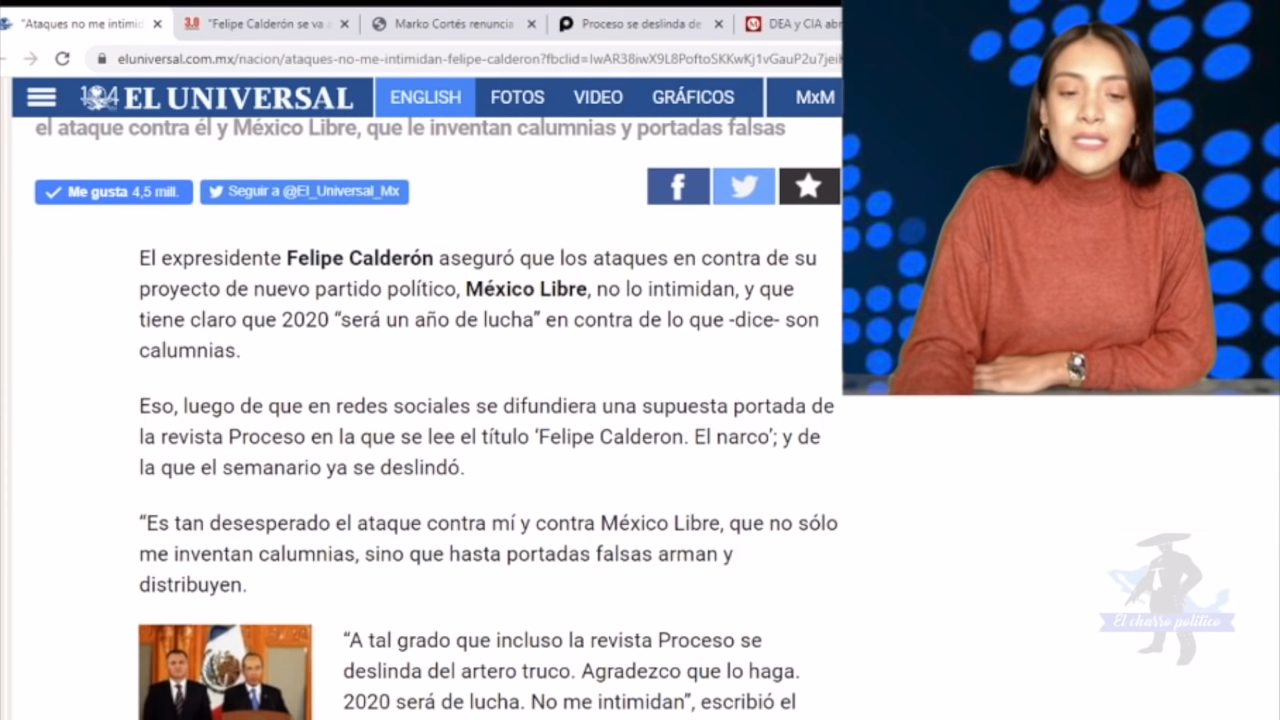 "Ataques no me intimid
3.0 "Felipe Calderón se va a
Marko Cortés renuncia
Proceso se deslinda de
DEA y CIA abr
eluniversal.com.mx/nacion/ataques-no-me-intimidan-felipe-calderon?fbclid=
EL UNIVERSAL
ENGLISH FOTOS VIDEO GRÁFICOS MxM
el ataque contra él y México Libre, que le inventan calumnias y portadas falsas
Me gusta 4,5 mill. Seguir a @El_Universal_Mx
El expresidente Felipe Calderón aseguró que los ataques en contra de su
proyecto de nuevo partido político, México Libre, no lo intimidan, y que
tiene claro que 2020 “será un año de lucha” en contra de lo que -dice- son
calumnias.
Eso, luego de que en redes sociales se difundiera una supuesta portada de
la revista Proceso en la que se lee el título ‘Felipe Calderon. El narco’; y de
la que el semanario ya se deslindó.
“Es tan desesperado el ataque contra mí y contra México Libre, que no sólo
me inventan calumnias, sino que hasta portadas falsas arman y
distribuyen.
“A tal grado que incluso la revista Proceso se
deslinda del artero truco. Agradezco que lo haga.
2020 será de lucha. No me intimidan”, escribió el
El charro político